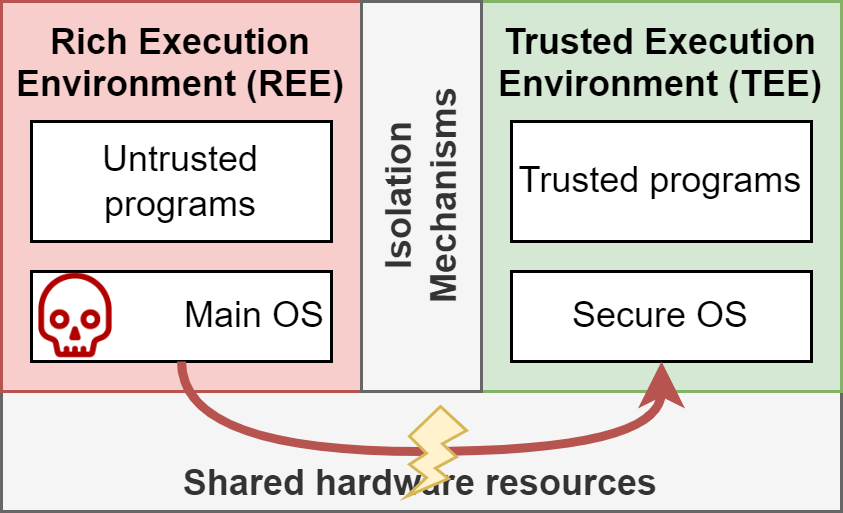 Rich Execution
Environment (REE)
Untrusted
programs
Main OS
Isolation
Mechanisms
Trusted Execution
Environment (TEE)
Trusted programs
Secure OS
Shared hardware resources